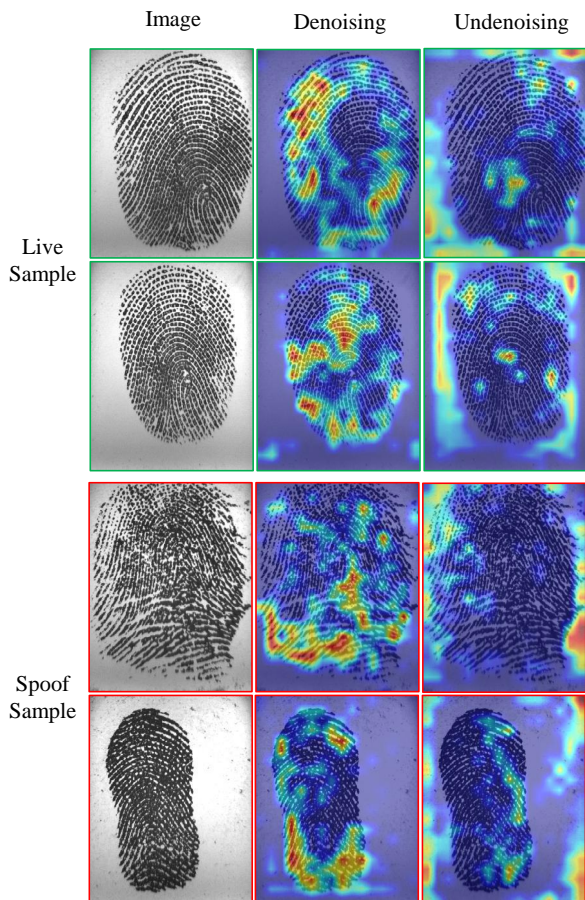 Image
Denoising
Undenoising
Live
Sample
Spoof
Sample